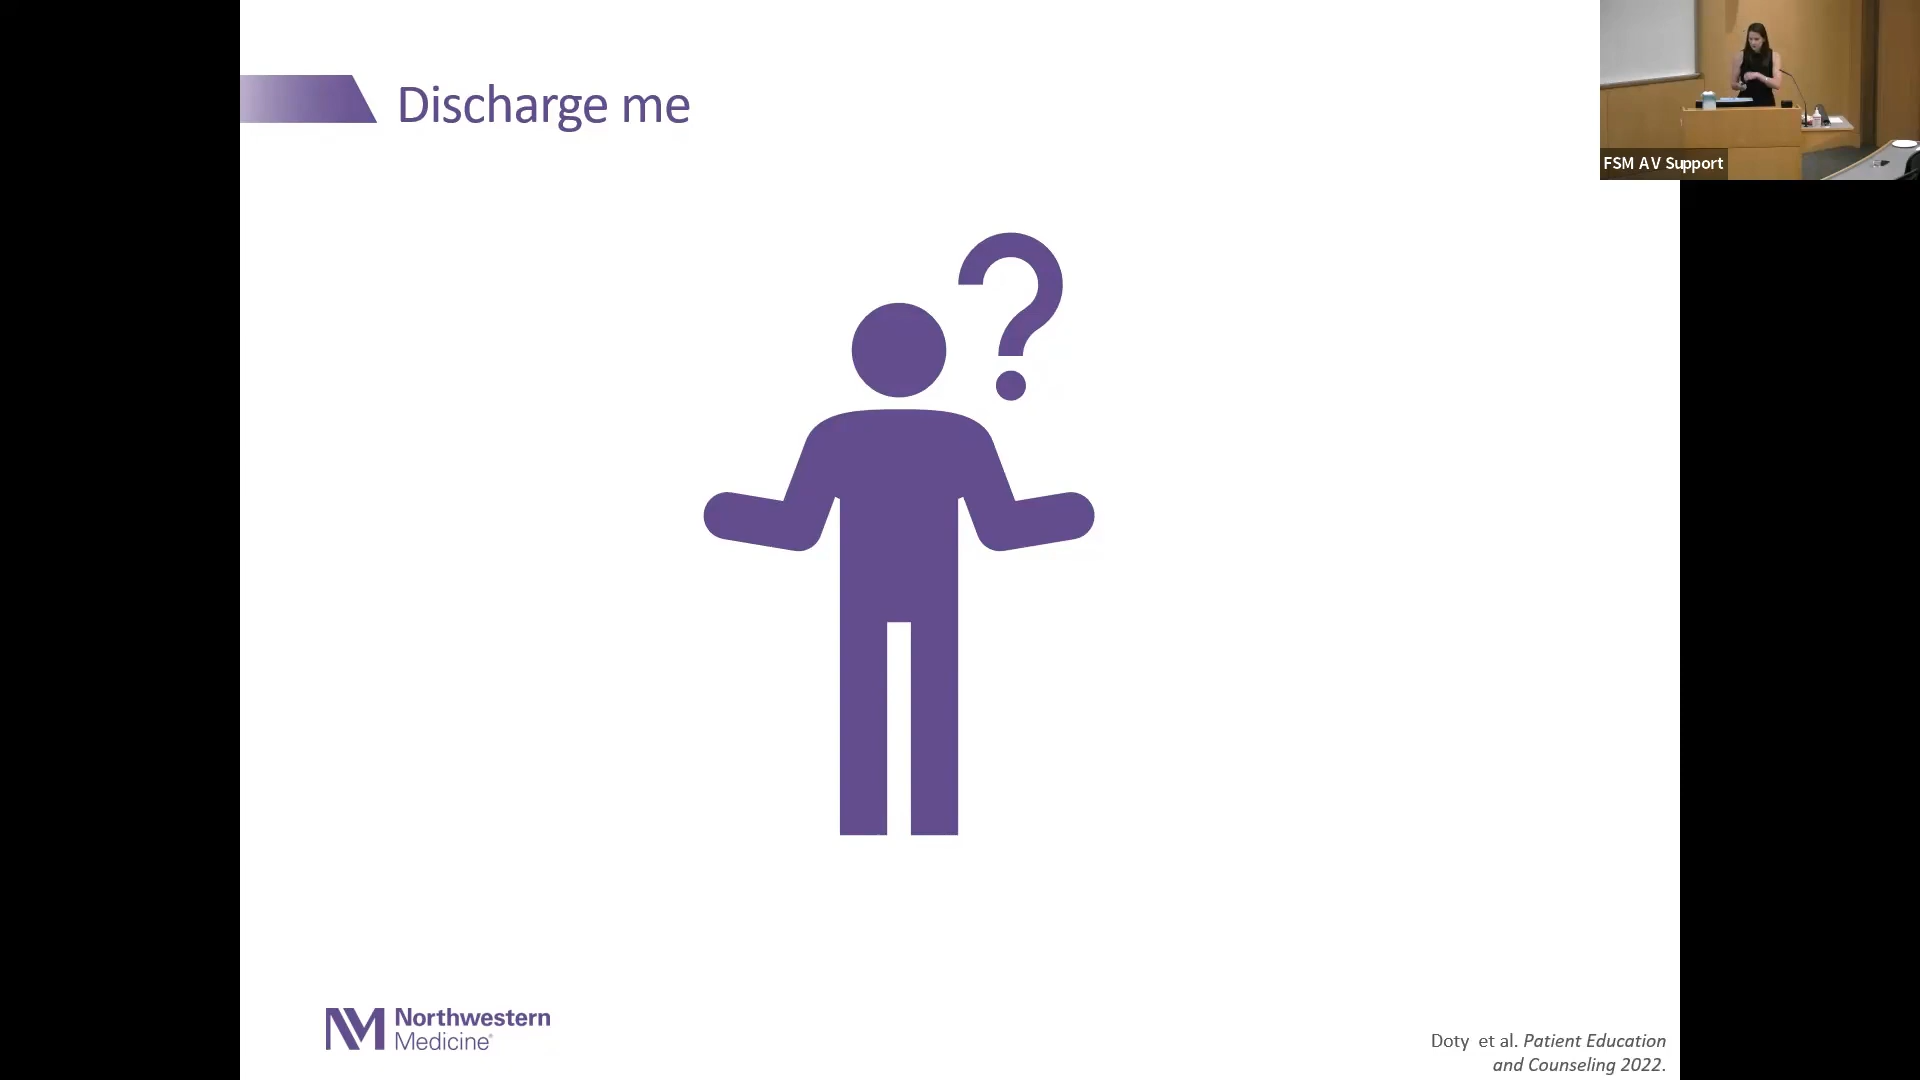 Discharge me
FSM AV Support
Northwestern
Medicine®
Doty et al. Patient Education
and Counseling 2022.